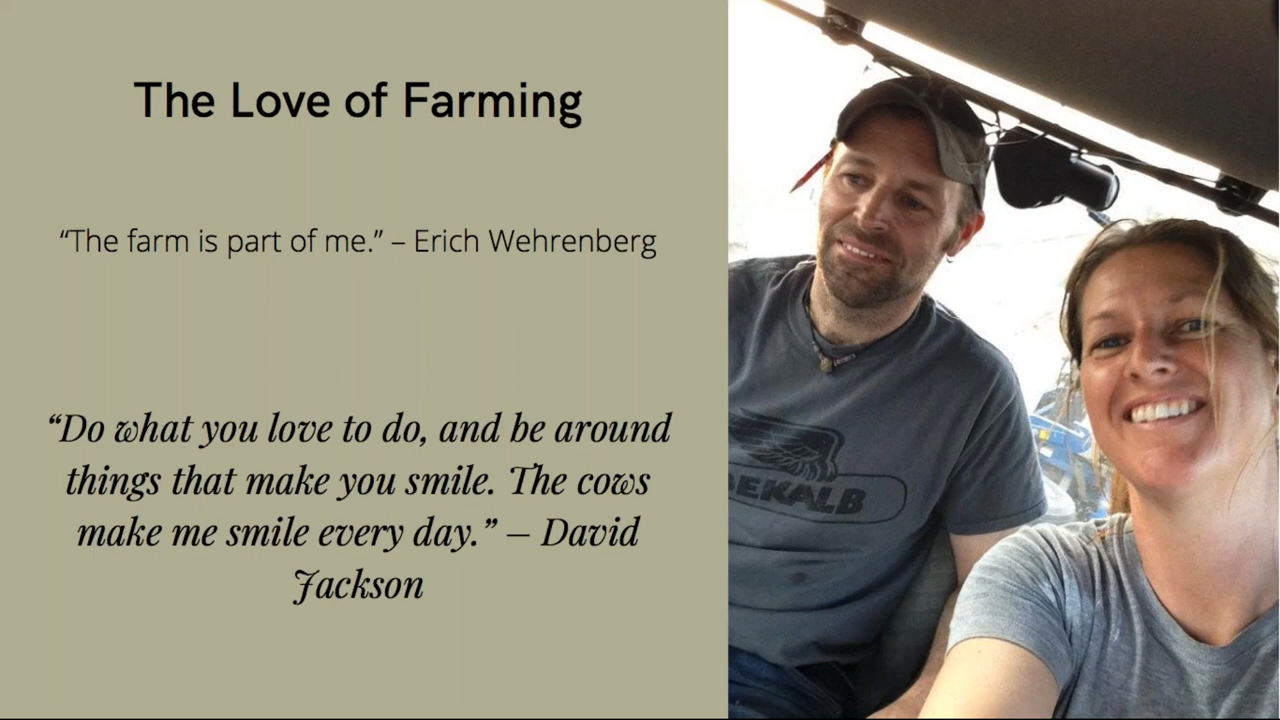 The Love of Farming
“The farm is part of me.” – Erich Wehrenberg
“Do what you love to do, and be around
things that make you smile. The cows
make me smile every day.” – David
Jackson
DEKALB